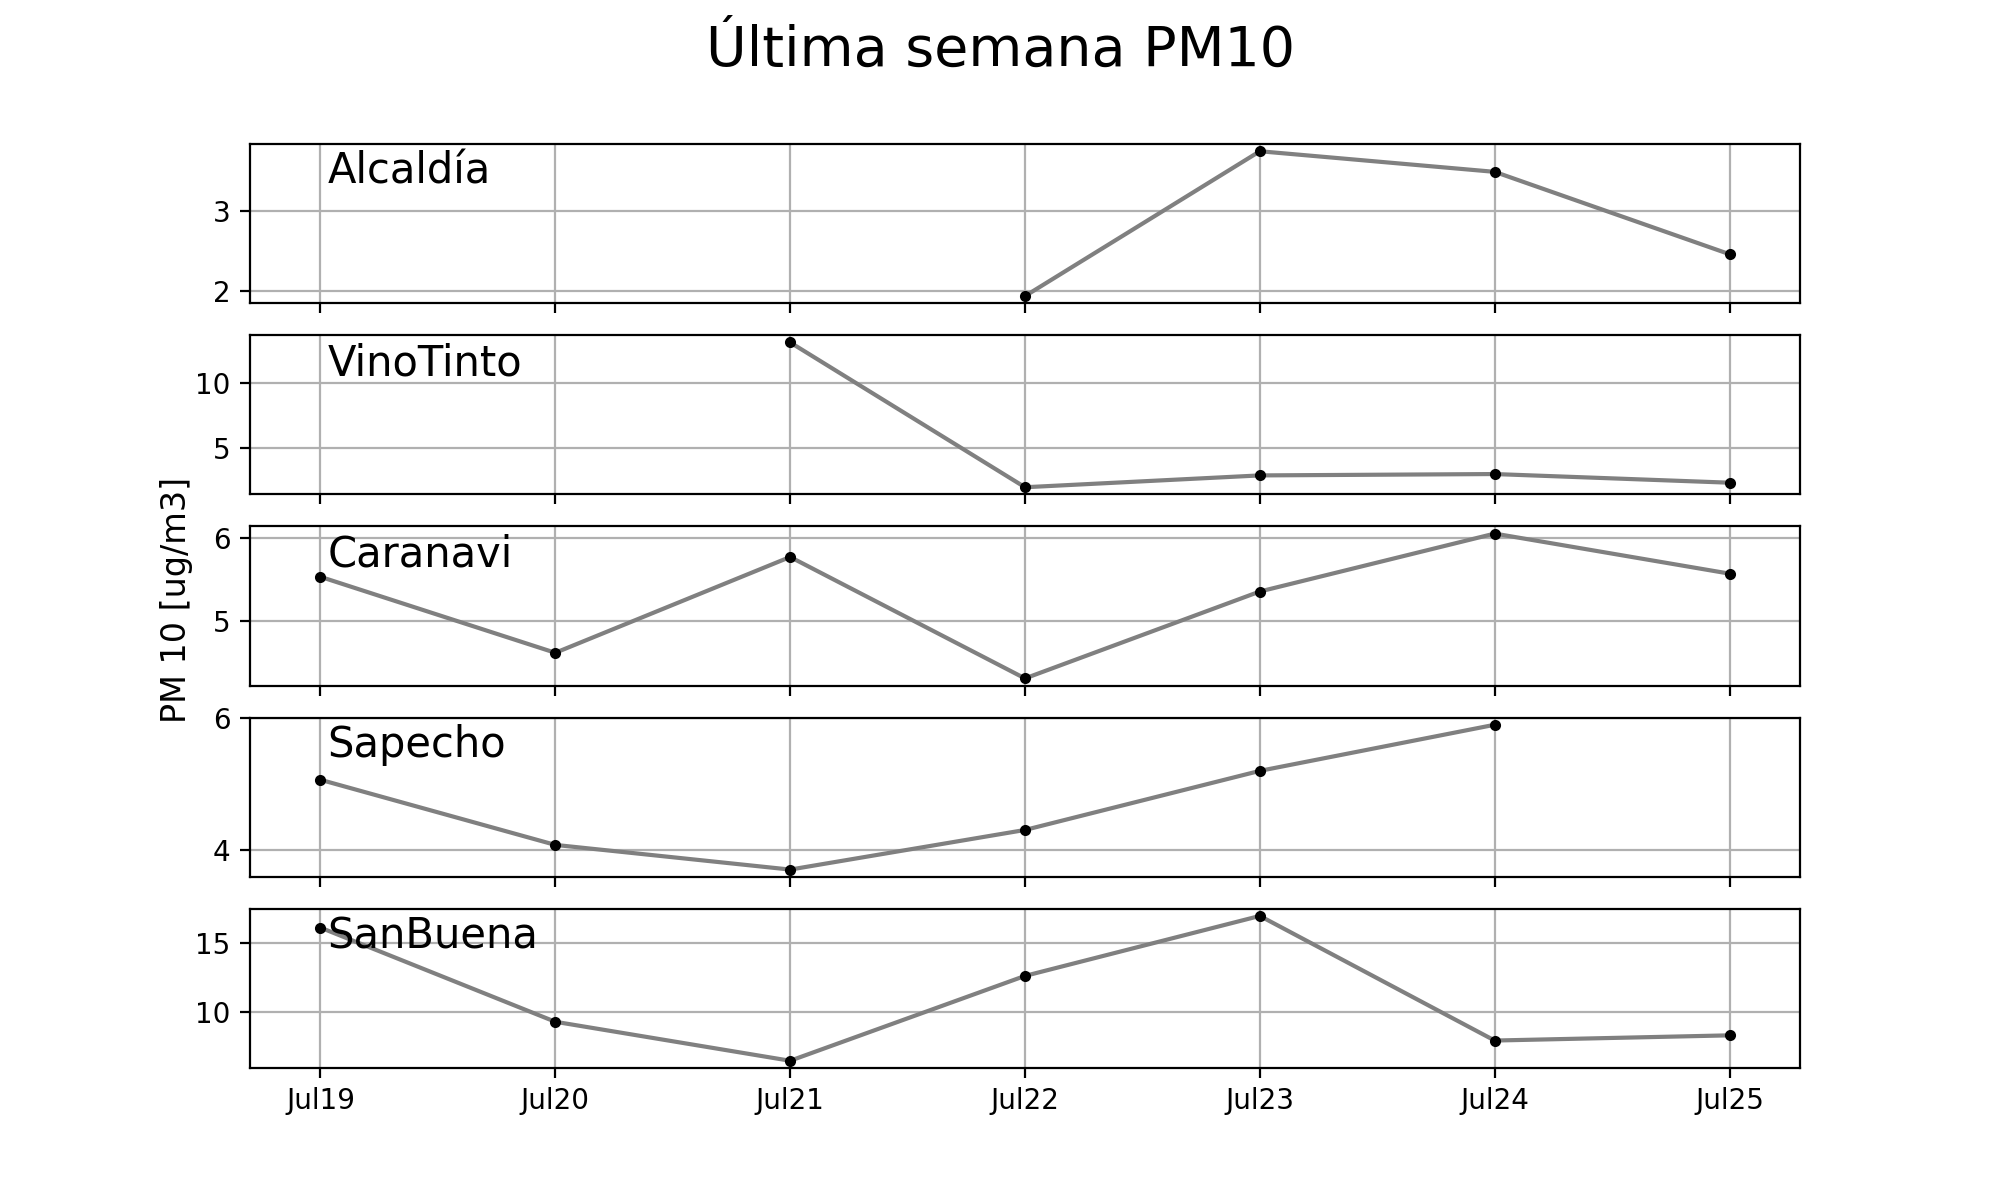 Última semana PM10
Alcaldía
3
2
VinoTinto
10
5
PM 10 [ug/m3]
Caranavi
6
5
Sapecho
6
4
SanBuena
15
10
Jul19 Jul20 Jul21 Jul22 Jul23 Jul24 Jul25